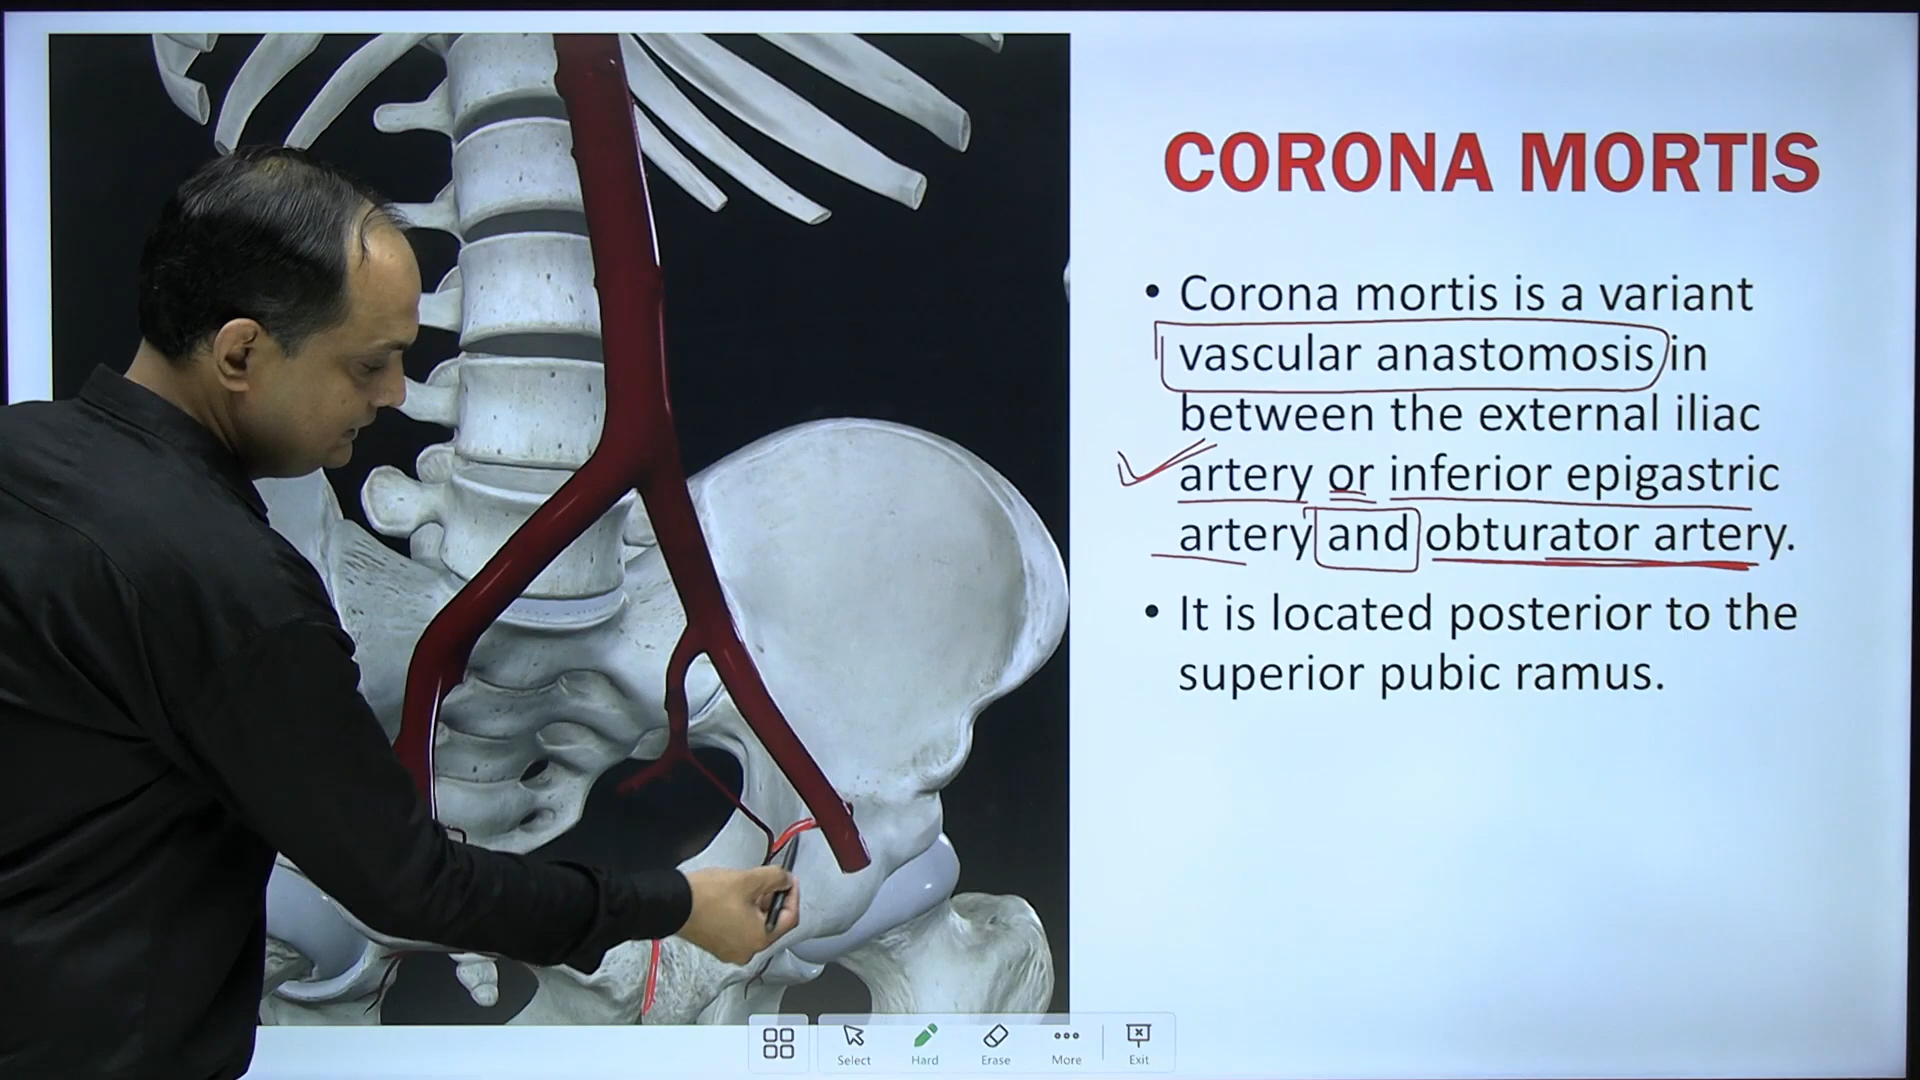 CORONA MORTIS
• Corona mortis is a variant
vascular anastomosis in
between the external iliac
artery or inferior epigastric
artery and obturator artery.
• It is located posterior to the
superior pubic ramus.
Select
Hard
Erase
More
Exit